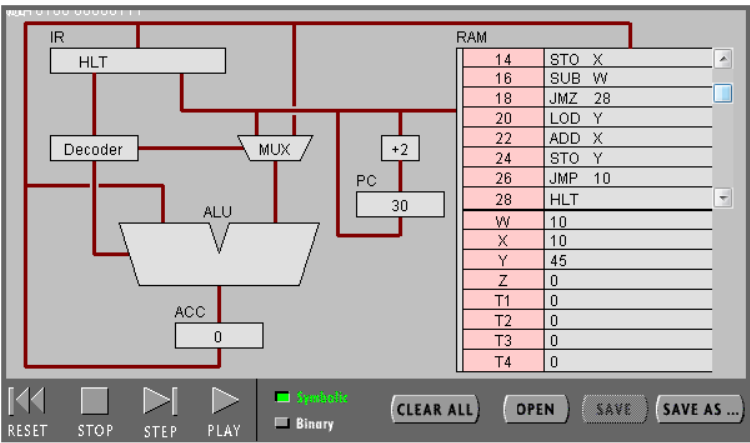 IR
HLT
Decoder
MUX
+2
PC
30
ALU
ACC
0
RAM
14 STO X
16 SUB W
18 JMZ 28
20 LOD Y
22 ADD X
24 STO Y
26 JMP 10
28 HLT
W 10
X 10
Y 45
Z 0
T1 0
T2 0
T3 0
T4 0
RESET
STOP
STEP
PLAY
Symbolic
Binary
CLEAR ALL
OPEN
SAVE
SAVE AS ...